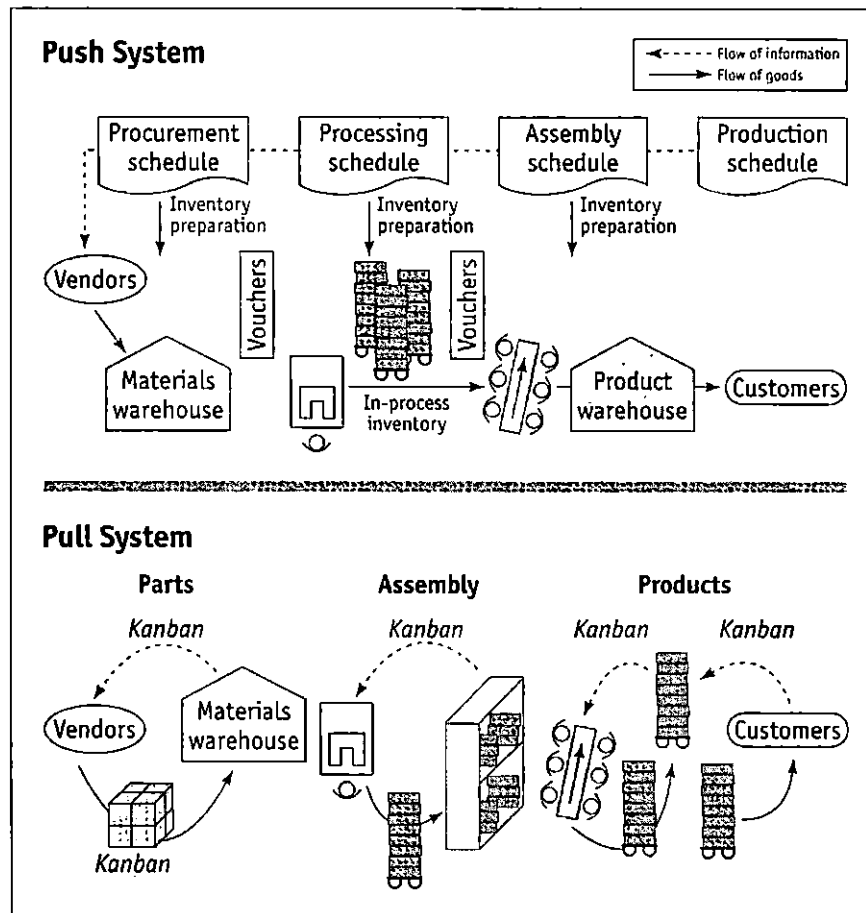 Push System
Flow of information
Flow of goods
Procurement
schedule
Processing
schedule
Assembly
schedule
Production
schedule
Inventory
preparation
Inventory
preparation
Inventory
preparation
Vendors
Vouchers
Vouchers
Materials
warehouse
In-process
inventory
Product
warehouse
Customers
Pull System
Parts
Assembly
Products
Kanban
Kanban
Kanban
Kanban
Vendors
Materials
warehouse
Customers
Kanban